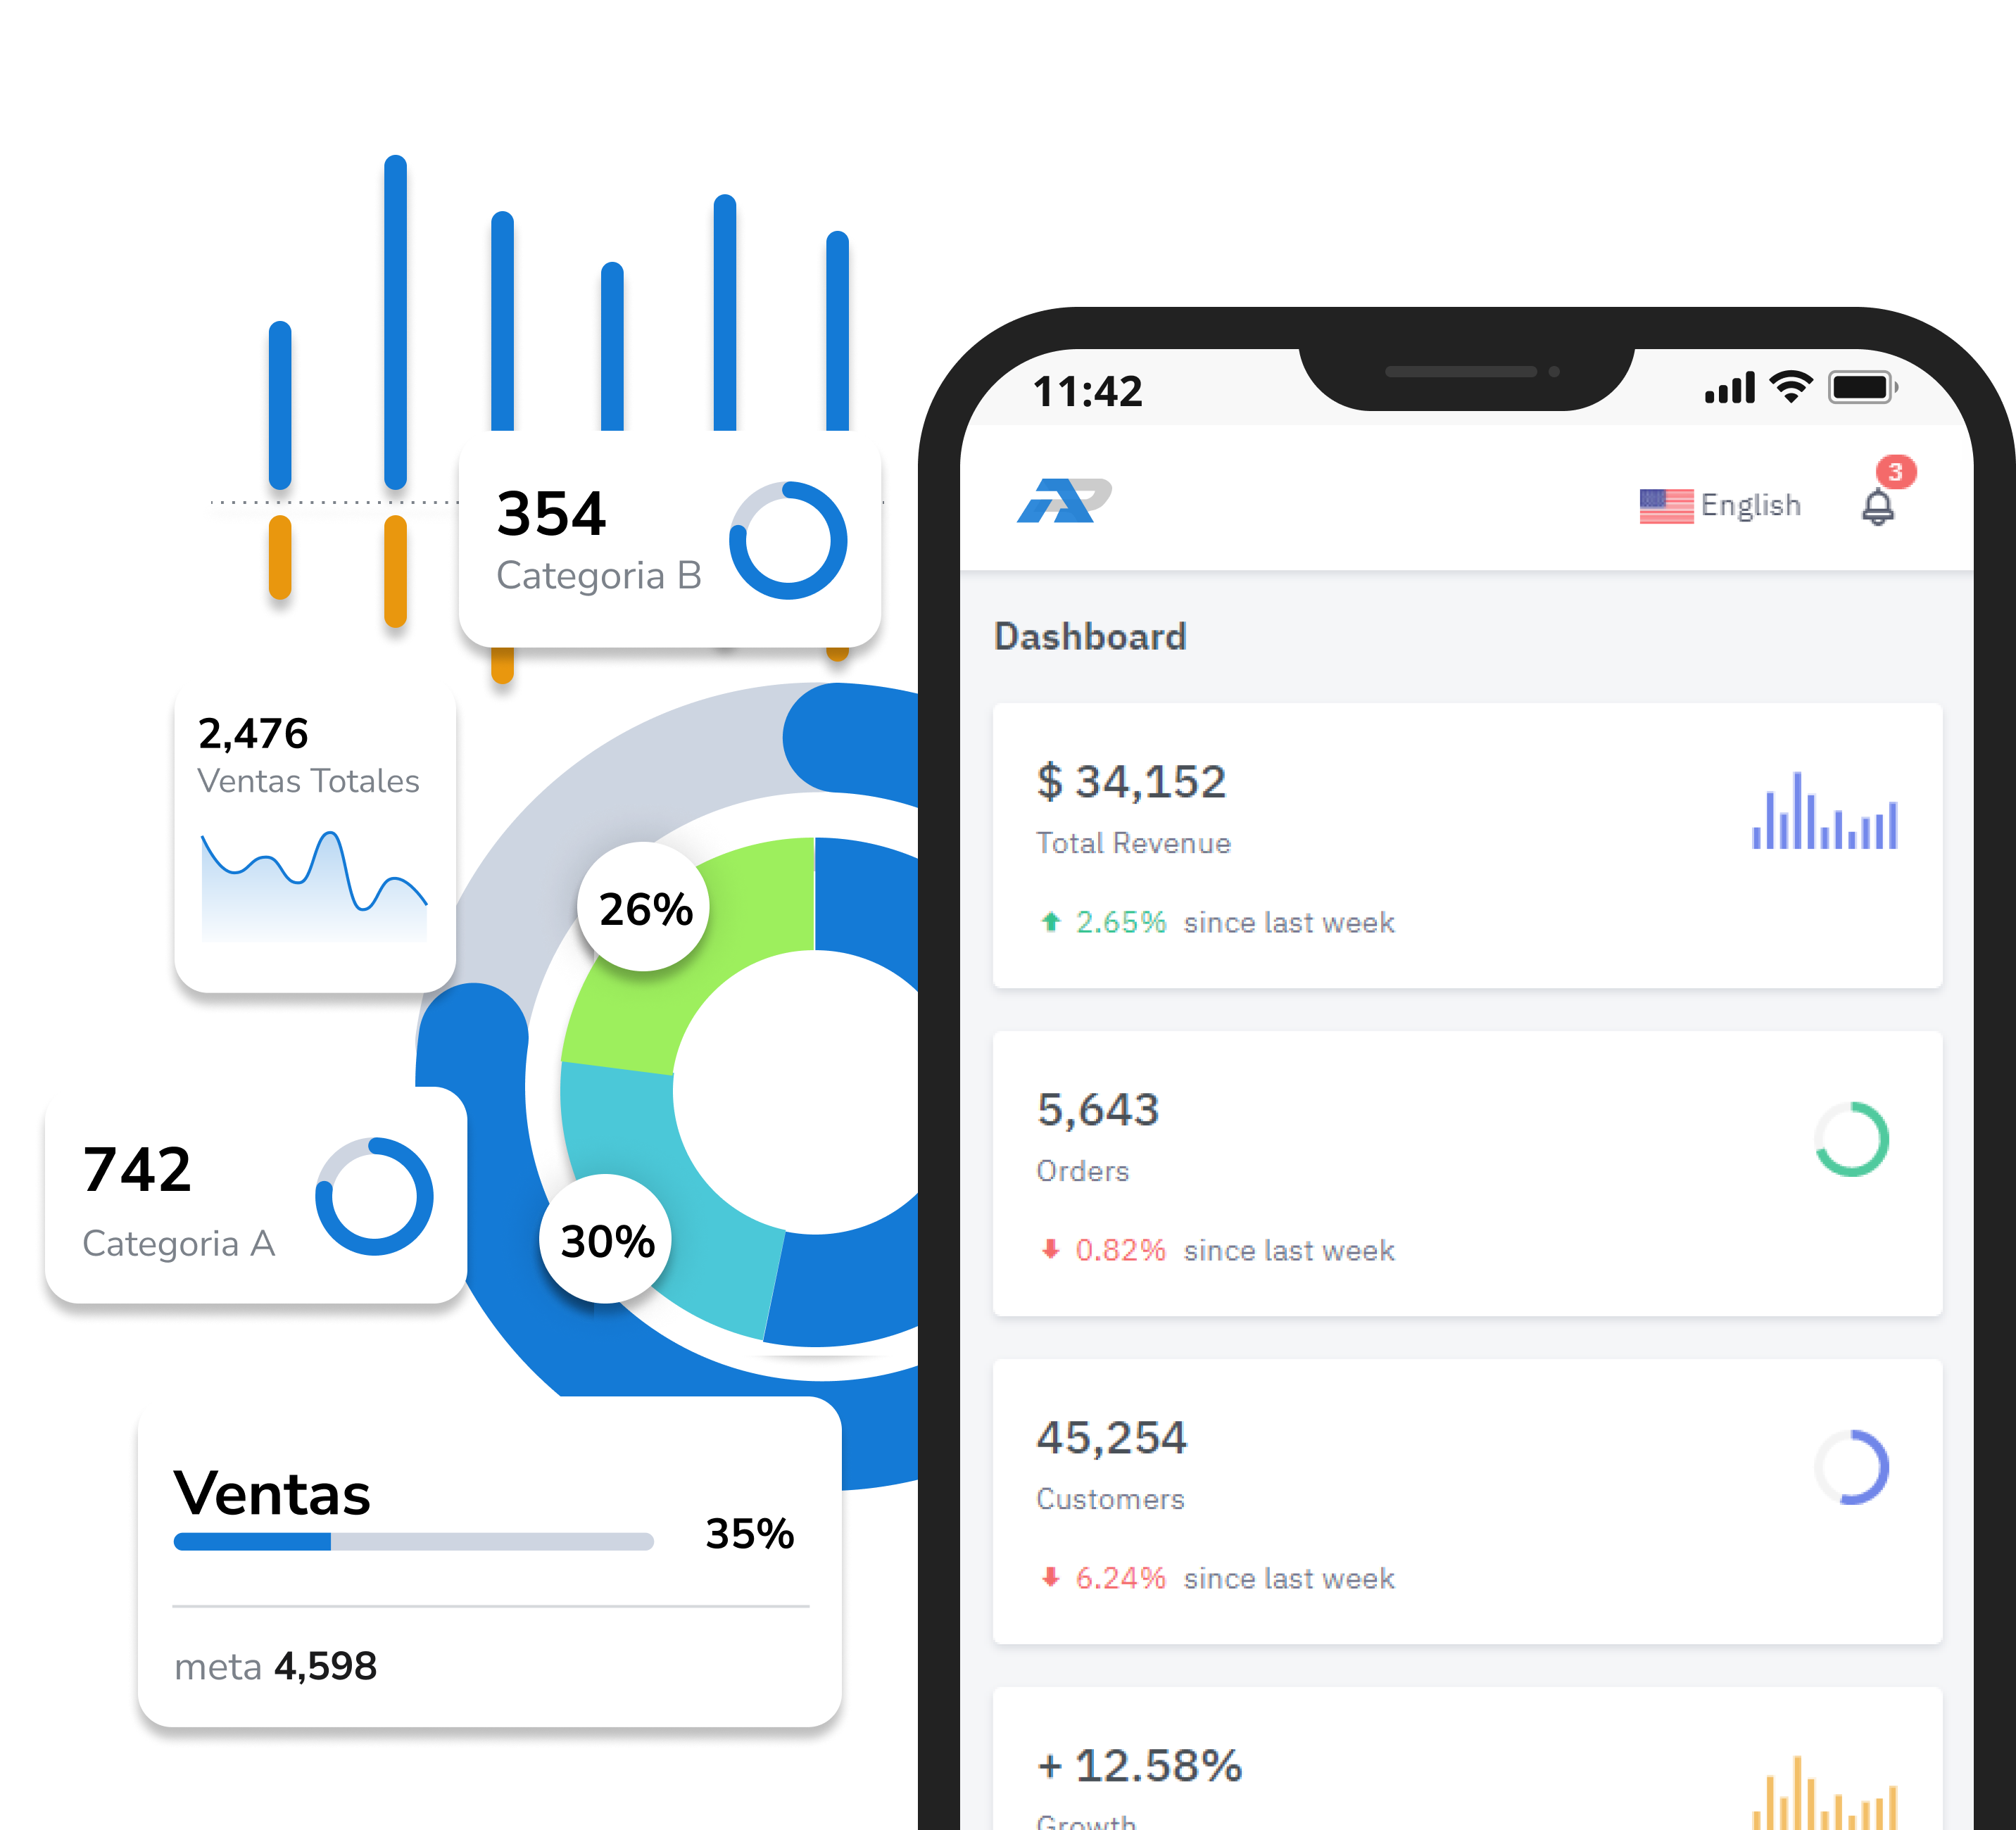 354
Categoria B
2,476
Ventas Totales
26%
742
Categoria A
30%
Ventas
35%
meta 4,598
11:42
AP
English
3
Dashboard
$ 34,152
Total Revenue
2.65% since last week
5,643
Orders
0.82% since last week
45,254
Customers
6.24% since last week
+ 12.58%
Growth